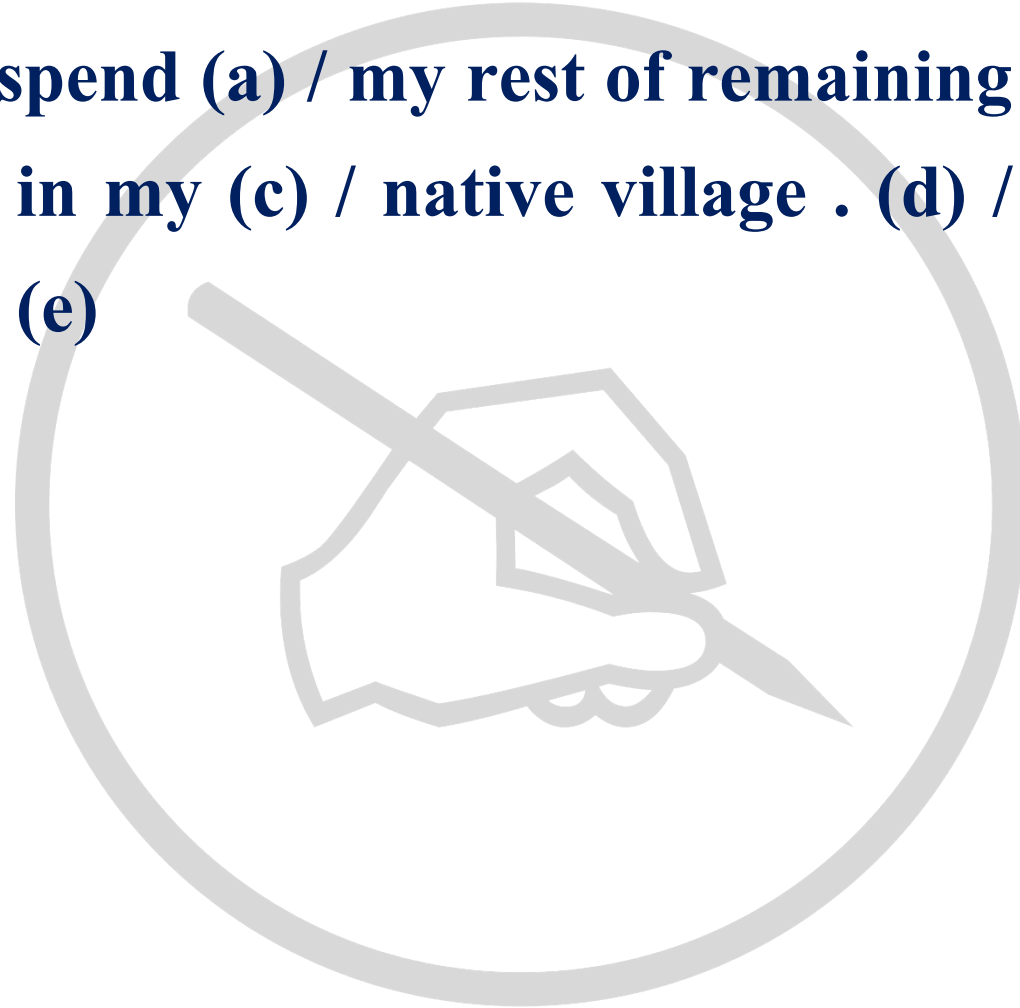 spend (a) / my rest of remaining
in my (c) / native village . (d) /
(e)